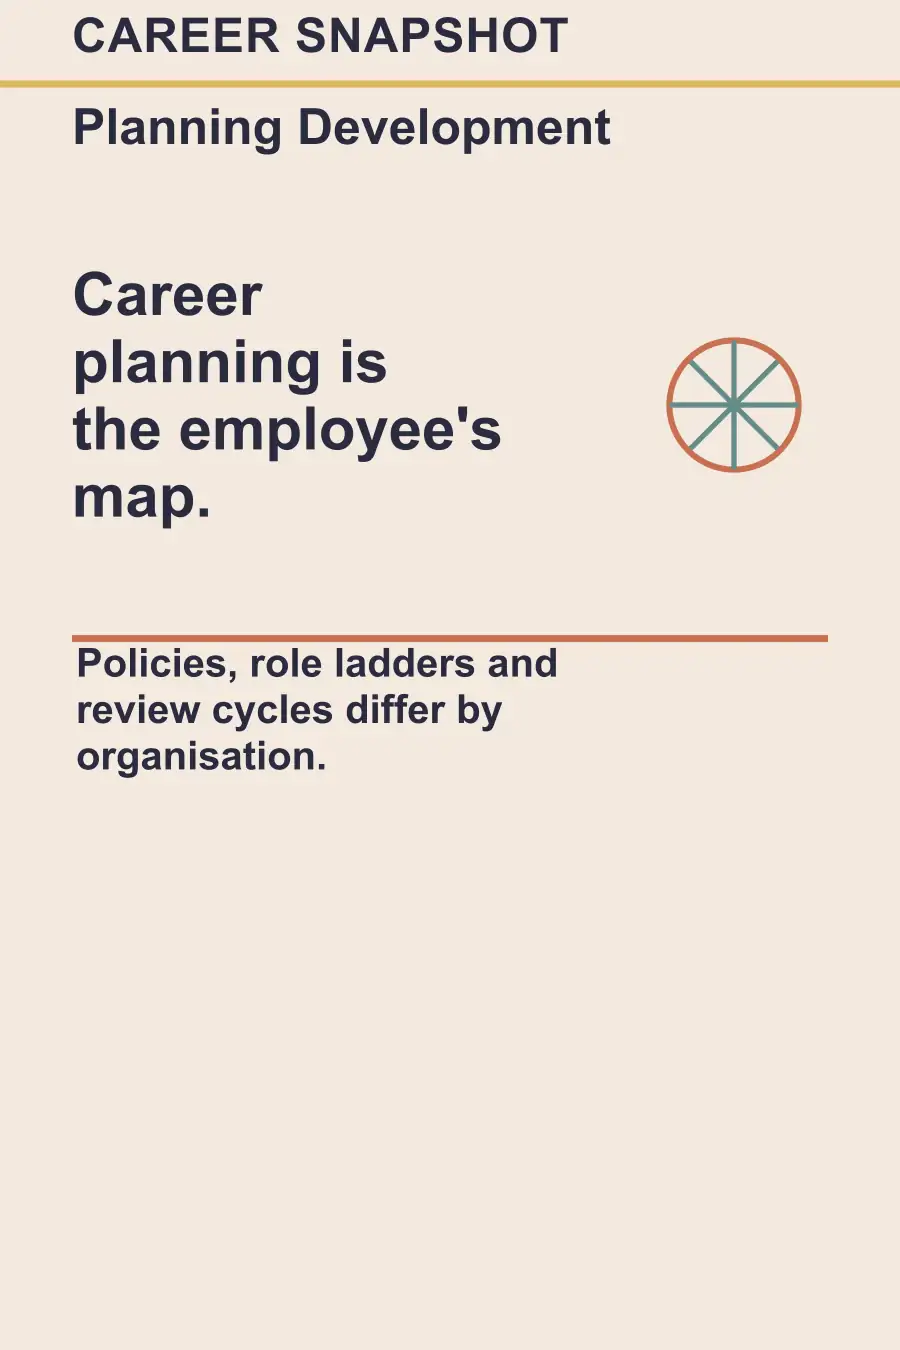 CAREER SNAPSHOT
Planning Development
Career
planning is
the employee's
map.
Policies, role ladders and
review cycles differ by
organisation.